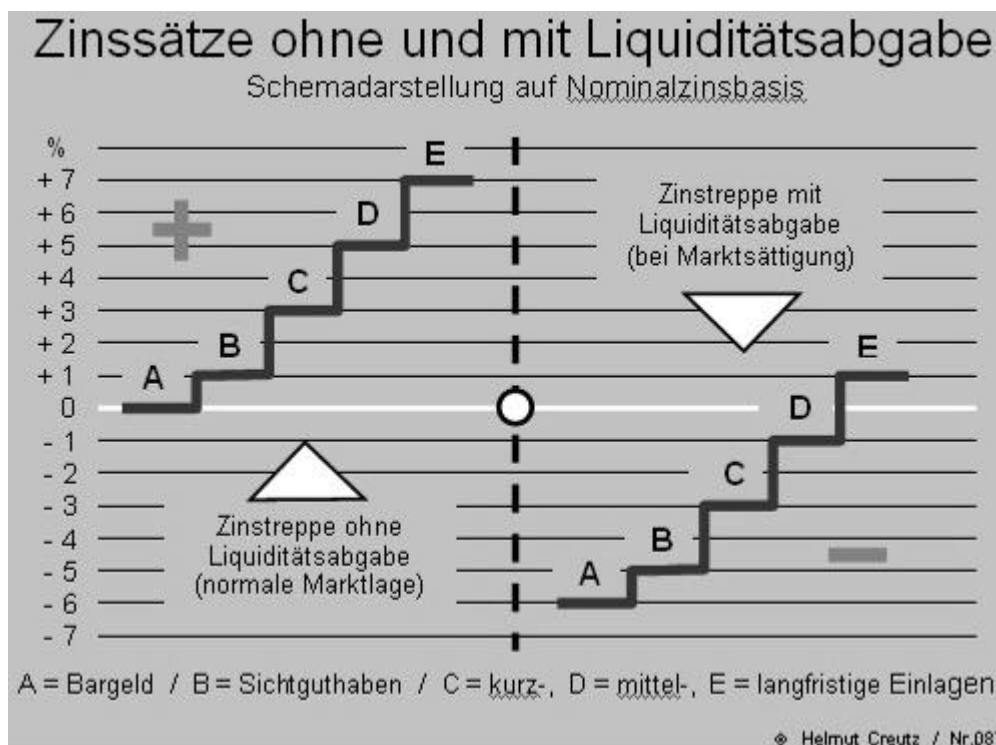 Zinssätze ohne und mit Liquiditätsabgabe
Schemadarstellung auf Nominalzinsbasis
%
+ 7
+ 6
+ 5
+ 4
+ 3
+ 2
+ 1
0
- 1
- 2
- 3
- 4
- 5
- 6
- 7
A
B
C
D
E
Zinstreppe ohne
Liquiditätsabgabe
(normale Marktlage)
Zinstreppe mit
Liquiditätsabgabe
(bei Marktsättigung)
A
B
C
D
E
A = Bargeld / B = Sichtguthaben / C = kurz-, D = mittel-, E = langfristige Einlagen
© Helmut Creutz / Nr.08